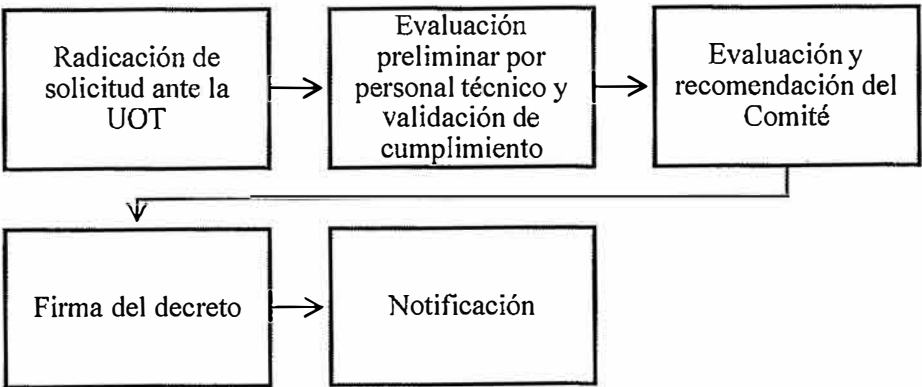 Radicación de
solicitud ante la
UOT
Evaluación
preliminar por
personal técnico y
validación de
cumplimiento
Evaluación y
recomendación del
Comité
Firma del decreto
Notificación